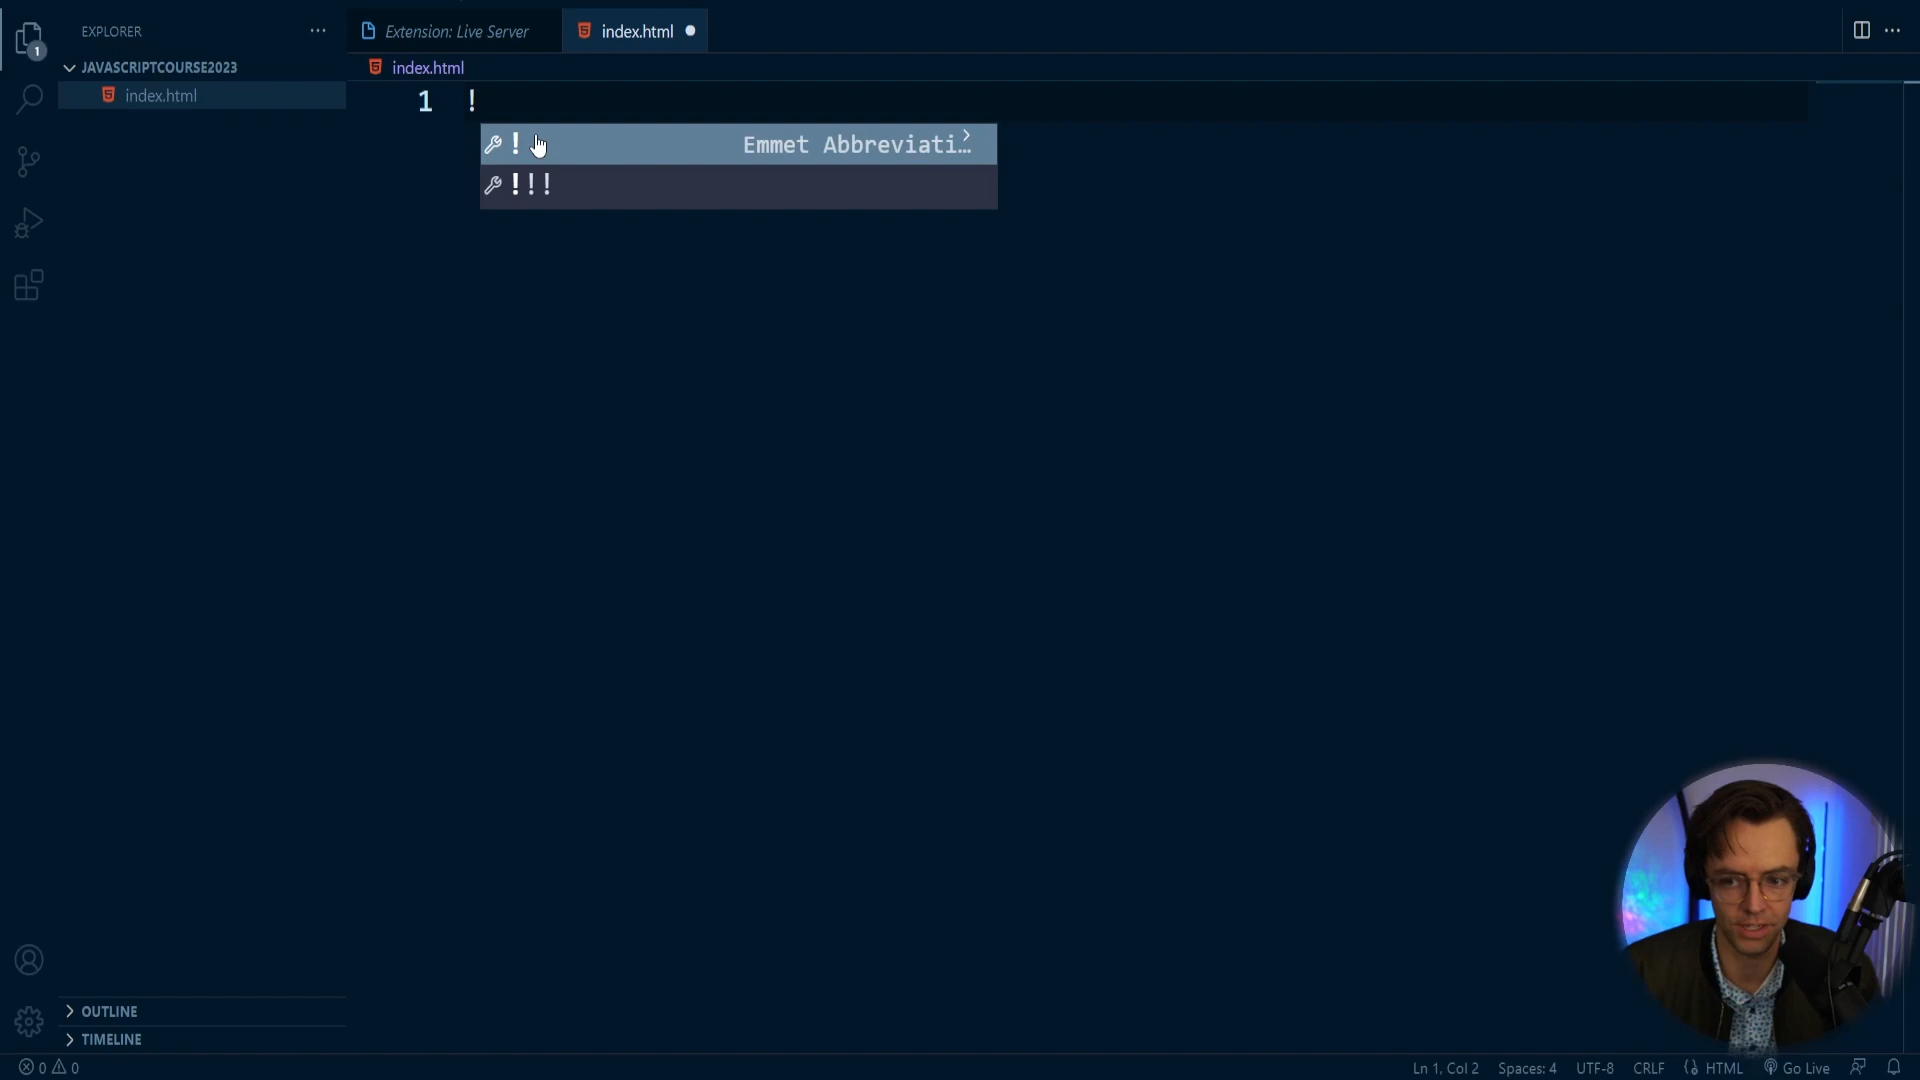 EXPLORER
Extension: Live Server
index.html
1
JAVASCRIPTCOURSE2023
index.html
index.html
1 !
! Emmet Abbreviati…
!!!
OUTLINE
TIMELINE
0 0
Ln 1, Col 2 Spaces: 4 UTF-8 CRLF HTML Go Live